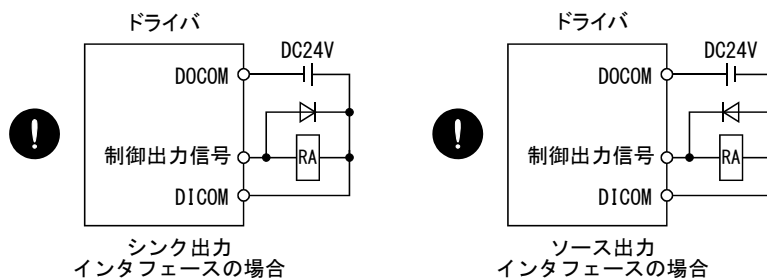 ドライバ
DC24V
DOCOM
!
制御出力信号
RA
DICOM
シンク出力
インタフェースの場合
ドライバ
DC24V
DOCOM
!
制御出力信号
RA
DICOM
ソース出力
インタフェースの場合